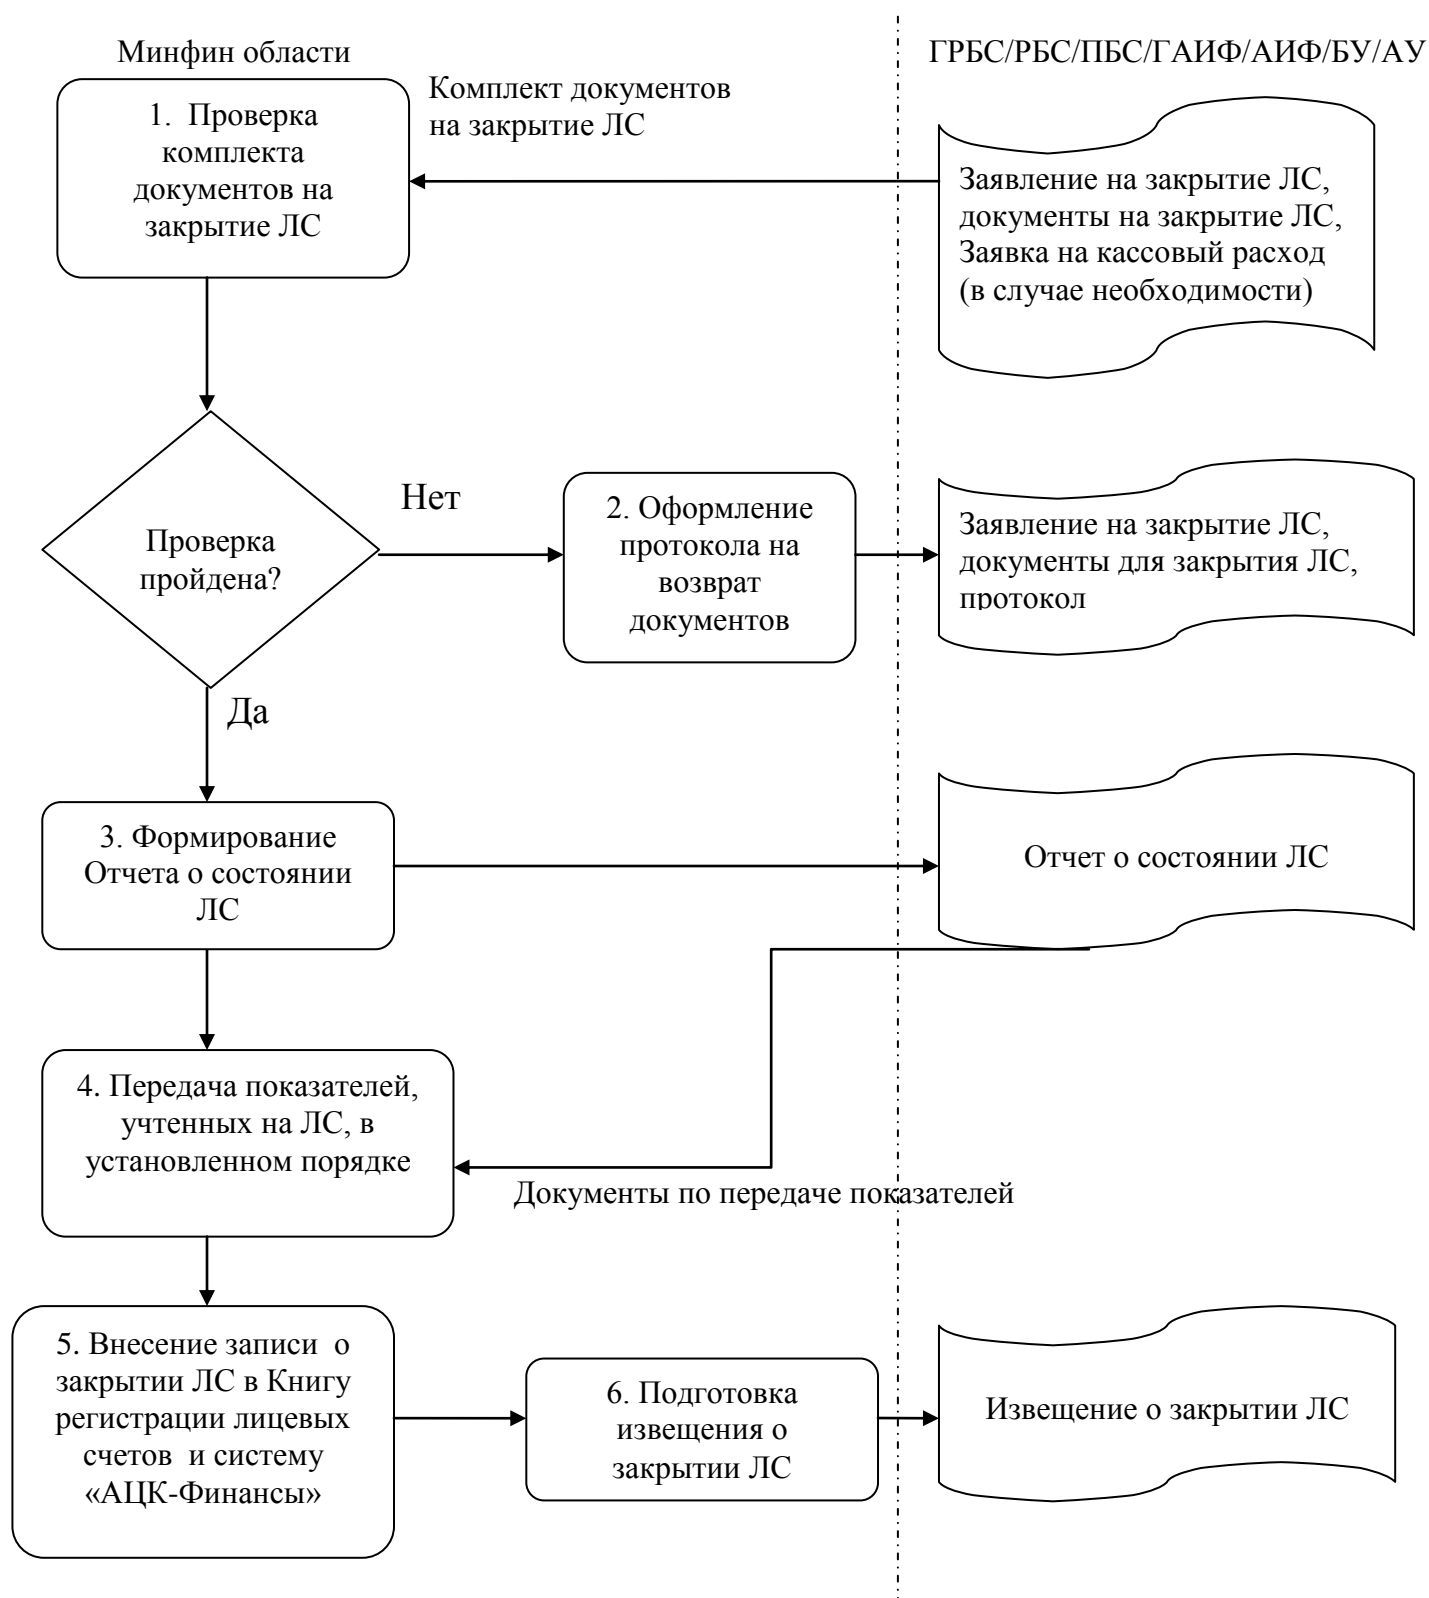 Минфин области
ГРБС/РБС/ПБС/ГАИФ/АИФ/БУ/АУ
1. Проверка
комплекта
документов на
закрытие ЛС
Комплект документов
на закрытие ЛС
Заявление на закрытие ЛС,
документы на закрытие ЛС,
Заявка на кассовый расход
(в случае необходимости)
Проверка
пройдена?
Нет
2. Оформление
протокола на
возврат
документов
Заявление на закрытие ЛС,
документы для закрытия ЛС,
протокол
Да
3. Формирование
Отчета о состоянии
ЛС
Отчет о состоянии ЛС
4. Передача показателей,
учтенных на ЛС, в
установленном порядке
Документы по передаче показателей
5. Внесение записи о
закрытии ЛС в Книгу
регистрации лицевых
счетов и систему
«АЦК-Финансы»
6. Подготовка
извещения о
закрытии ЛС
Извещение о закрытии ЛС